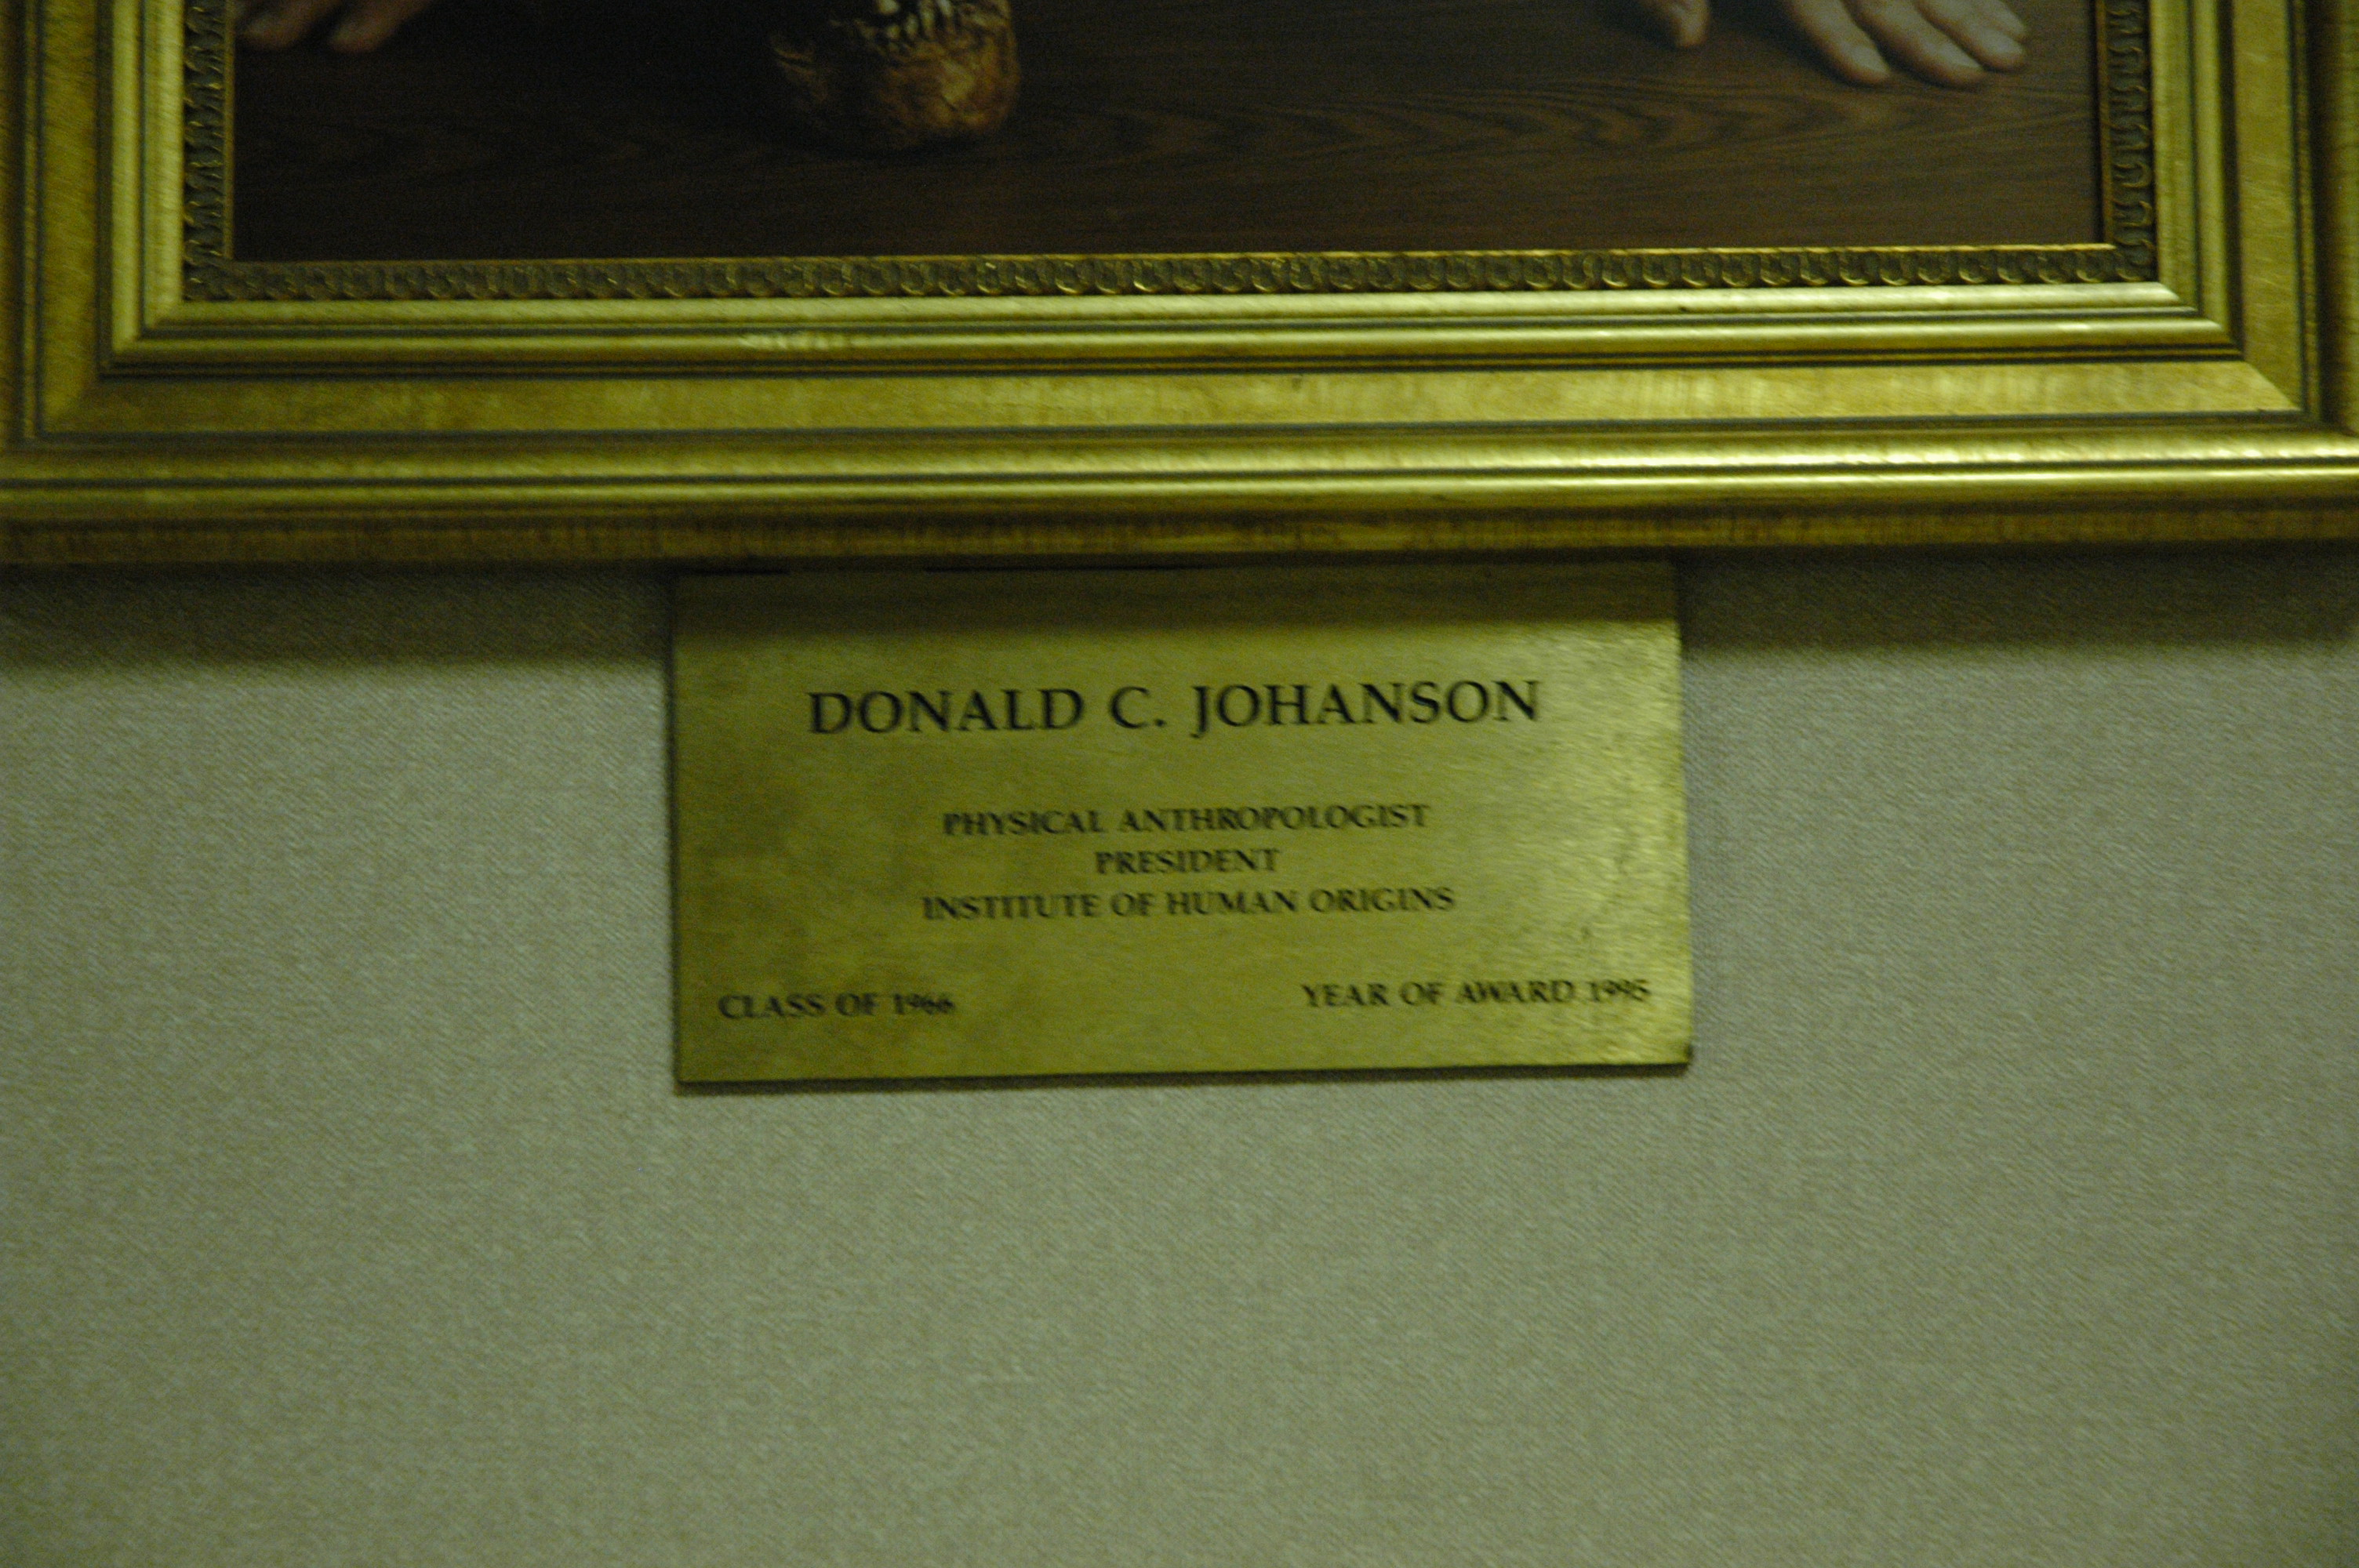 DONALD C. JOHANSON
PHYSICAL ANTHROPOLOGIST
PRESIDENT
INSTITUTE OF HUMAN ORIGINS
CLASS OF 1966 YEAR OF AWARD 1995